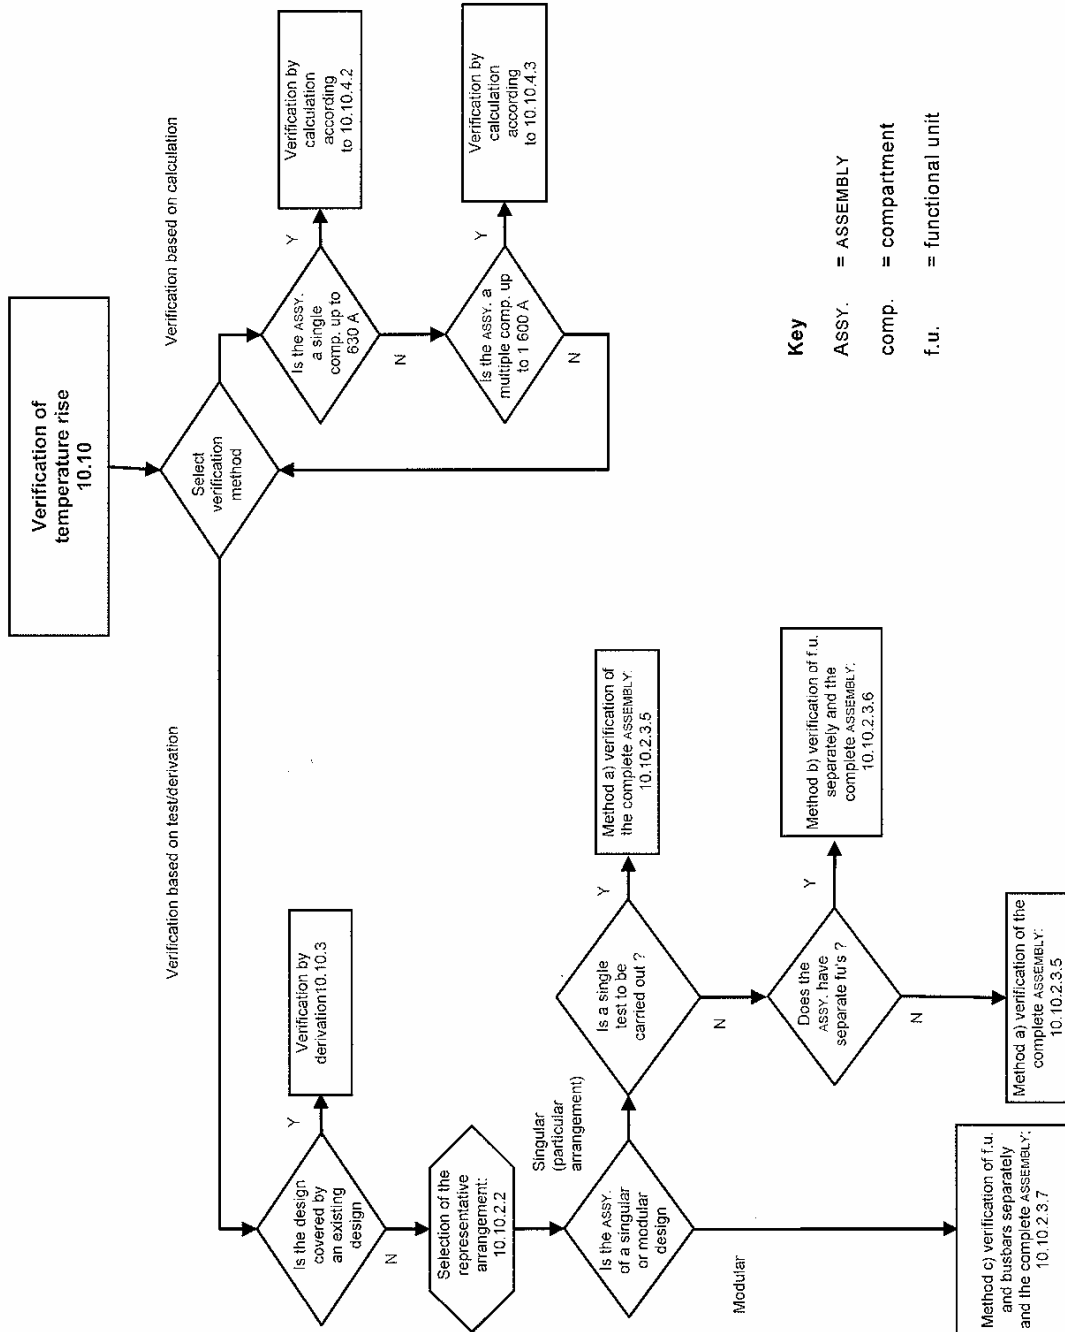 Verification of
temperature rise
10.10
Verification based on test/derivation
Verification based on calculation
Select
verification
method
Is the design
covered by
an existing
design
Y
N
Verification by
derivation10.10.3
Selection of the
representative
arrangement:
10.10.2.2
Is the ASSY.
of a singular
or modular
design
Singular
(particular
arrangement)
Modular
Is a single
test to be
carried out ?
Y
N
Method a) verification of
the complete ASSEMBLY:
10.10.2.3.5
Does the
ASSY. have
separate fu's ?
Y
N
Method b) verification of f.u.
separately and the
complete ASSEMBLY:
10.10.2.3.6
Method a) verification of the
complete ASSEMBLY:
10.10.2.3.5
Method c) verification of f.u.
and busbars separately
and the complete ASSEMBLY:
10.10.2.3.7
Is the ASSY.
a single
comp. up to
630 A
Y
N
Verification by
calculation
according
to 10.10.4.2
Is the ASSY. a
multiple comp. up
to 1 600 A
Y
N
Verification by
calculation
according
to 10.10.4.3
Key
ASSY. = ASSEMBLY
comp. = compartment
f.u. = functional unit